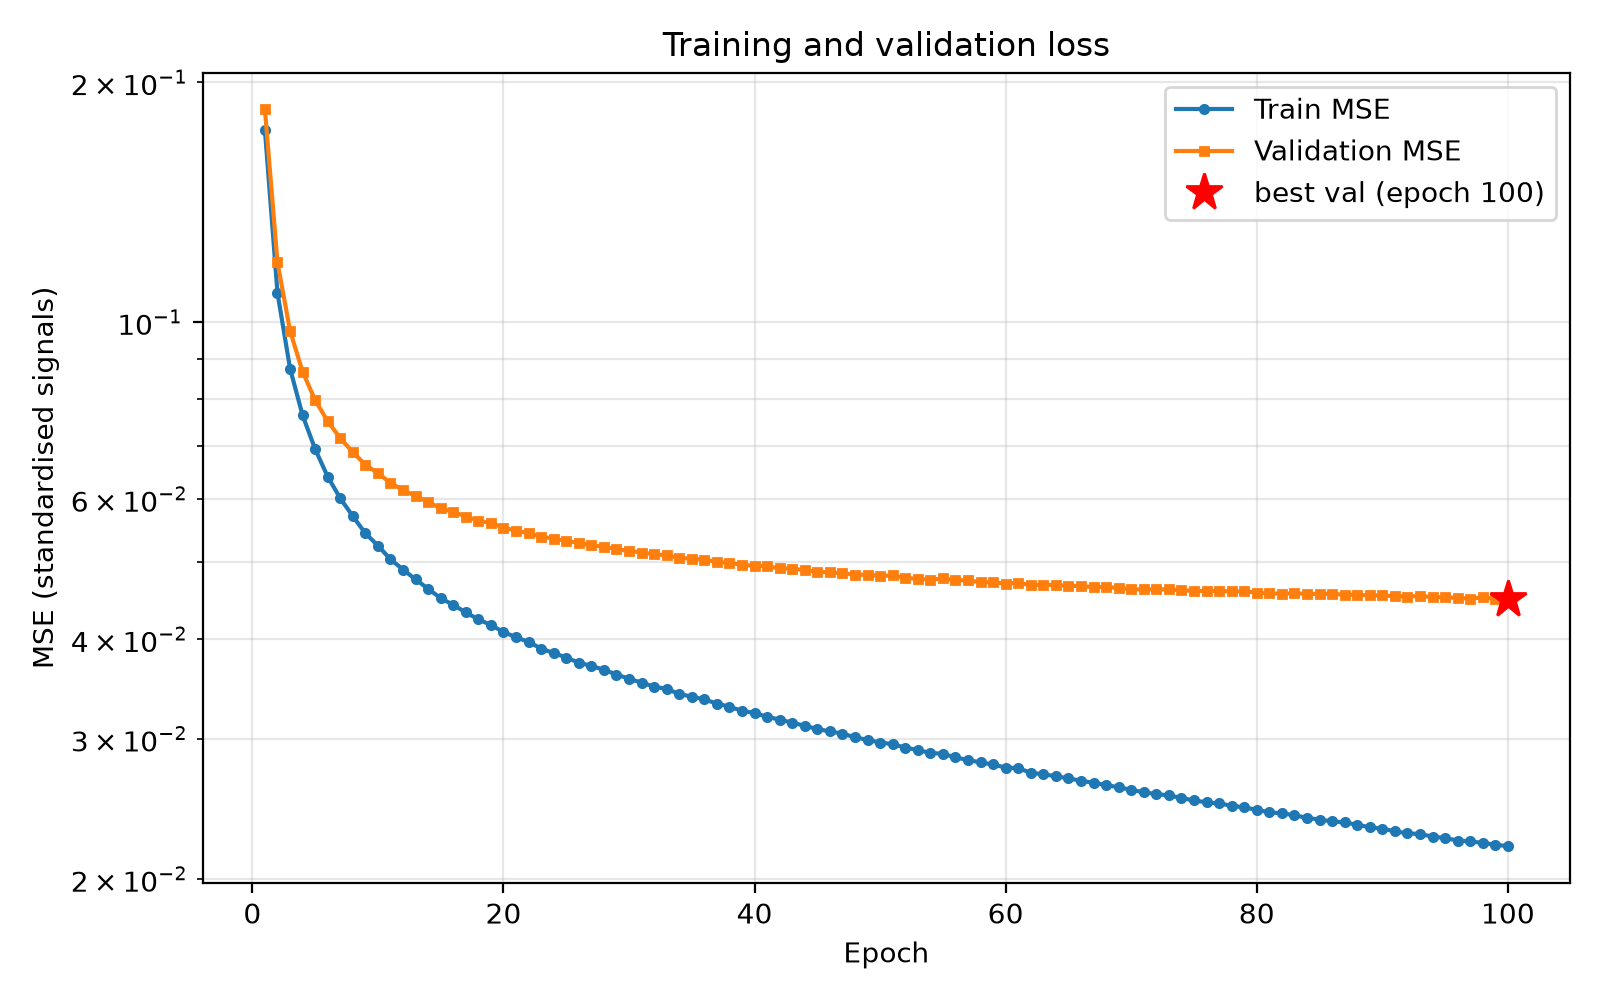 Training and validation loss
MSE (standardised signals)
2 × 10⁻¹
10⁻¹
6 × 10⁻²
4 × 10⁻²
3 × 10⁻²
2 × 10⁻²
Train MSE
Validation MSE
best val (epoch 100)
0 20 40 60 80 100
Epoch